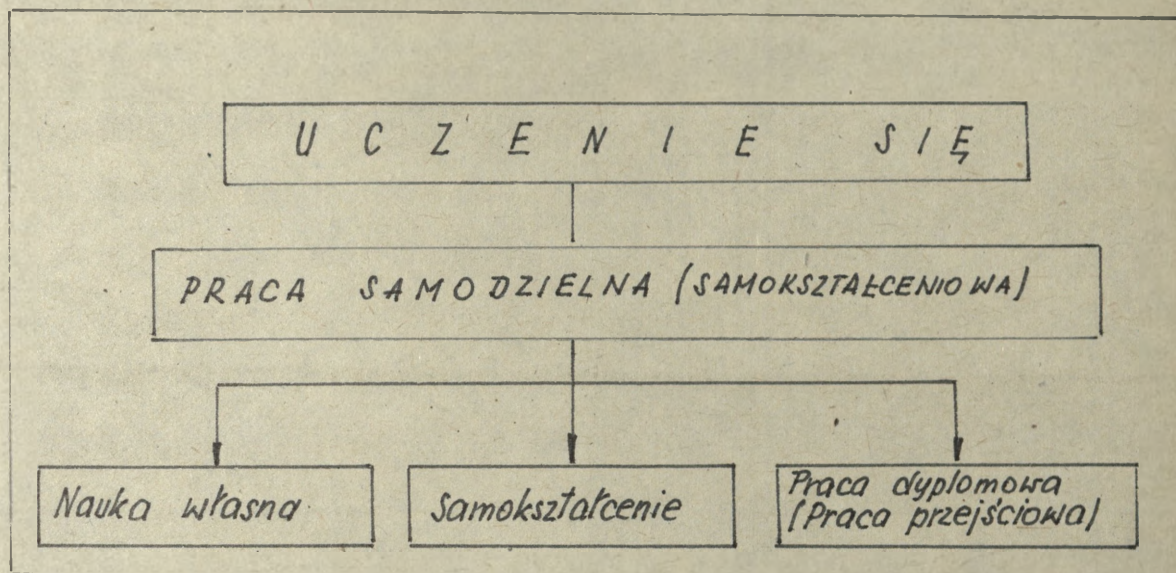 UCZENIE SIĘ
PRACA SAMODZIELNA (SAMOKSZTAŁCENIOWA)
Nauka własna
Samokształcenie
Praca dyplomowa
(Praca przejściowa)